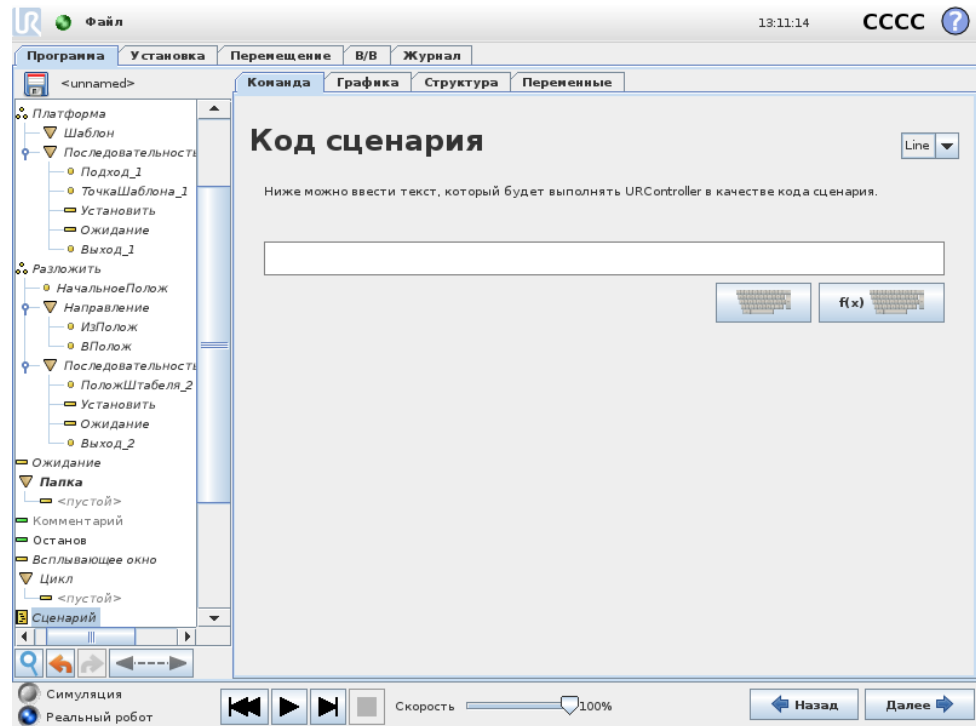 Файл
13:11:14
CCCC
?
Программа Установка Перемещение В/В Журнал
<unnamed>
Команда Графика Структура Переменные
Платформа
Шаблон
Последовательность
Подход_1
ТочкаШаблона_1
Установить
Ожидание
Выход_1
Разложить
НачальноеПолож
Направление
ИзПолож
ВПолож
Последовательность
ПоложШтабеля_2
Установить
Ожидание
Выход_2
Ожидание
Папка
<пустой>
Комментарий
Останов
Всплывающее окно
Цикл
<пустой>
Сценарий
Код сценария
Line
Ниже можно ввести текст, который будет выполнять URController в качестве кода сценария.
f(x)
Симуляция
Реальный робот
Скорость
100%
Назад
Далее